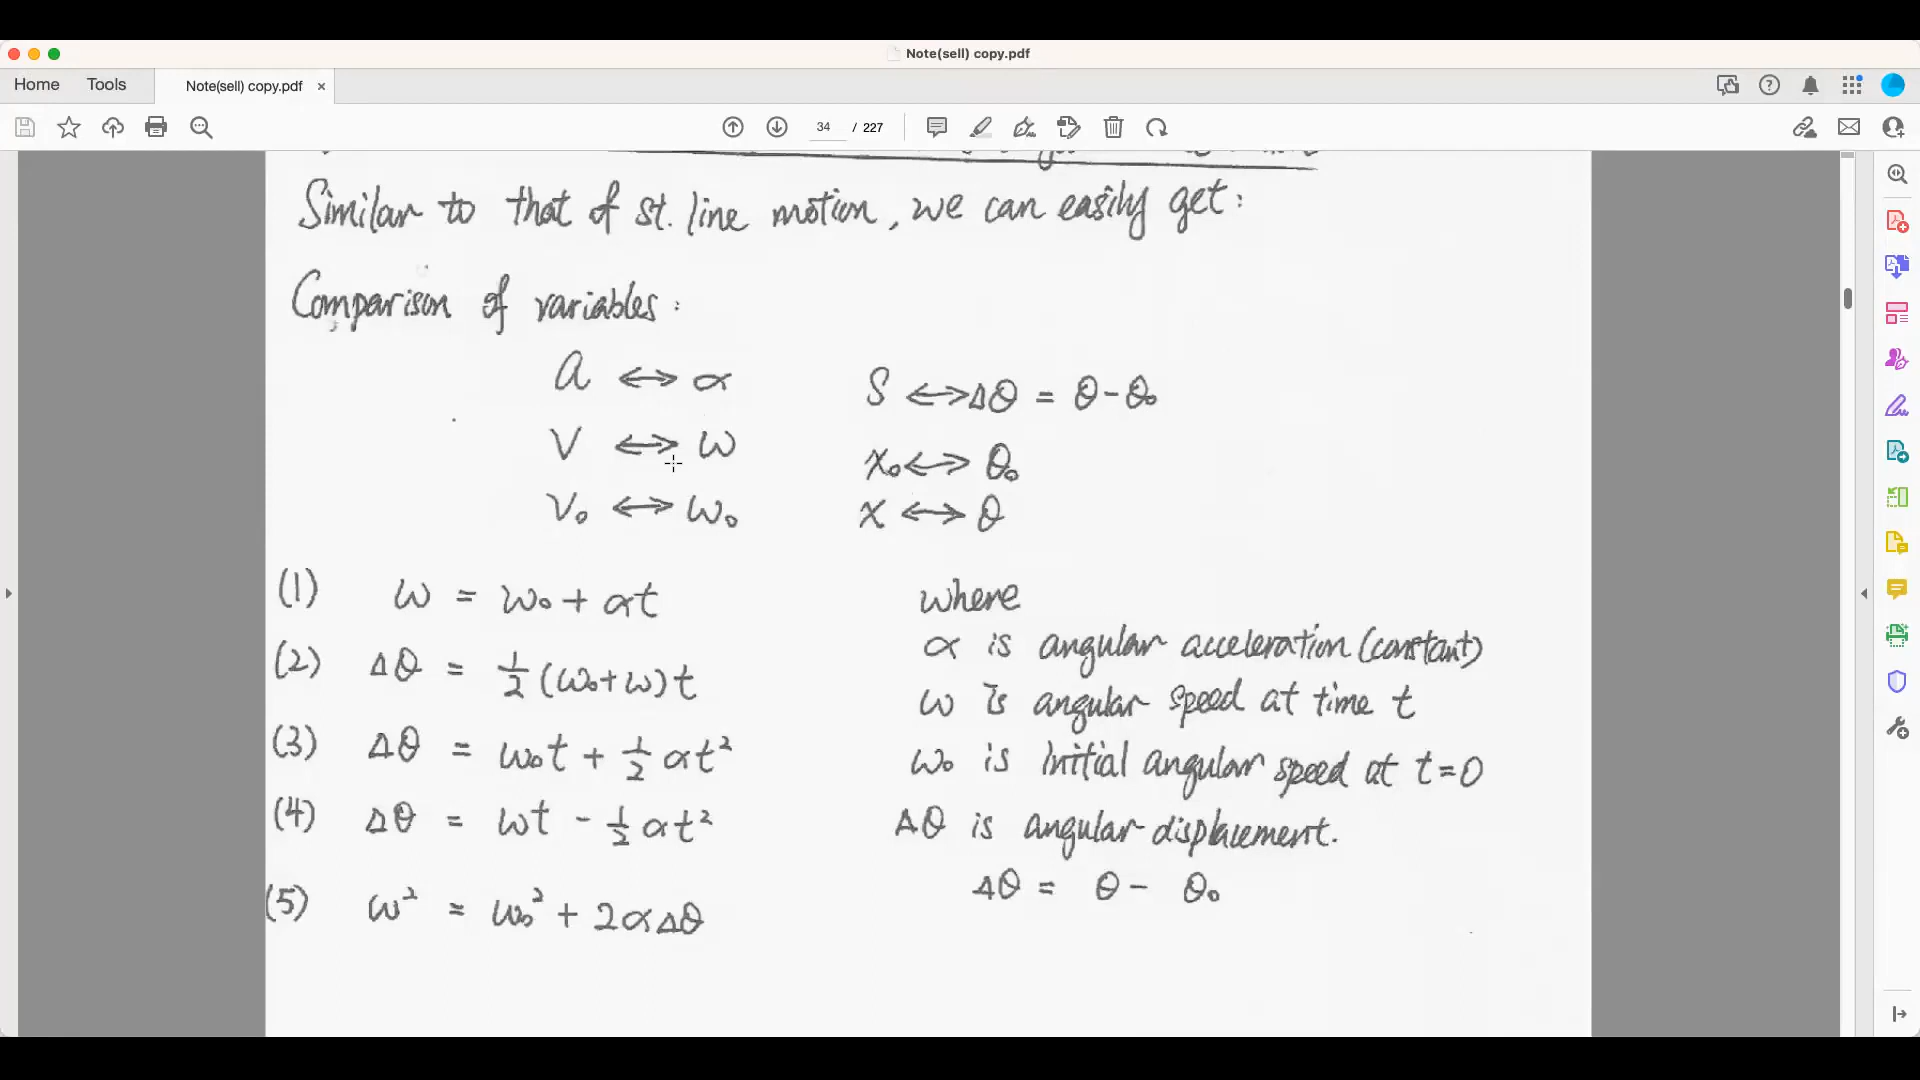 Note(sell) copy.pdf
Home Tools Note(sell) copy.pdf ×
34 / 227
Similar to that of st. line motion, we can easily get:
Comparison of variables:
a ⟷ α
S ⟷ Δθ = θ - θ₀
V ⟷ ω
x₀ ⟷ θ₀
V₀ ⟷ ω₀
x ⟷ θ
(1) ω = ω₀ + αt
(2) Δθ = ½ (ω₀+ω)t
(3) Δθ = ω₀t + ½ αt²
(4) Δθ = ωt - ½ αt²
(5) ω² = ω₀² + 2αΔθ
where
α is angular acceleration (constant)
ω is angular speed at time t
ω₀ is initial angular speed at t=0
Δθ is angular displacement.
Δθ = θ - θ₀